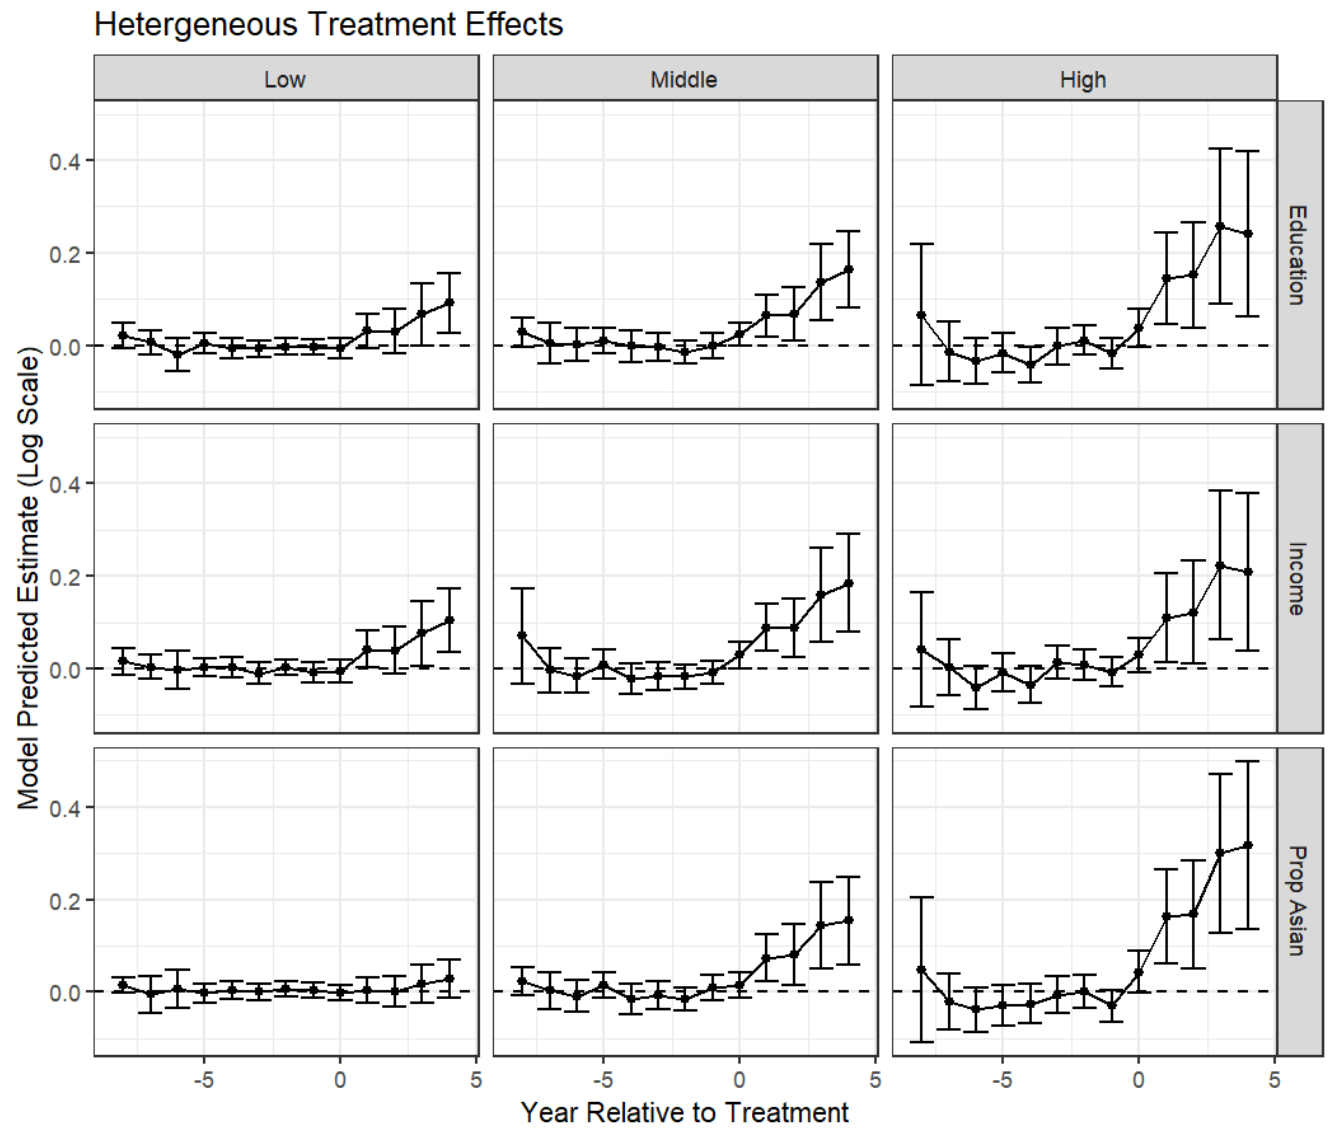 Hetergeneous Treatment Effects
Low
Middle
High
0.4
0.2
0.0
Education
Model Predicted Estimate (Log Scale)
0.4
0.2
0.0
Income
0.4
0.2
0.0
Prop Asian
-5
0
5
-5
0
5
-5
0
5
Year Relative to Treatment